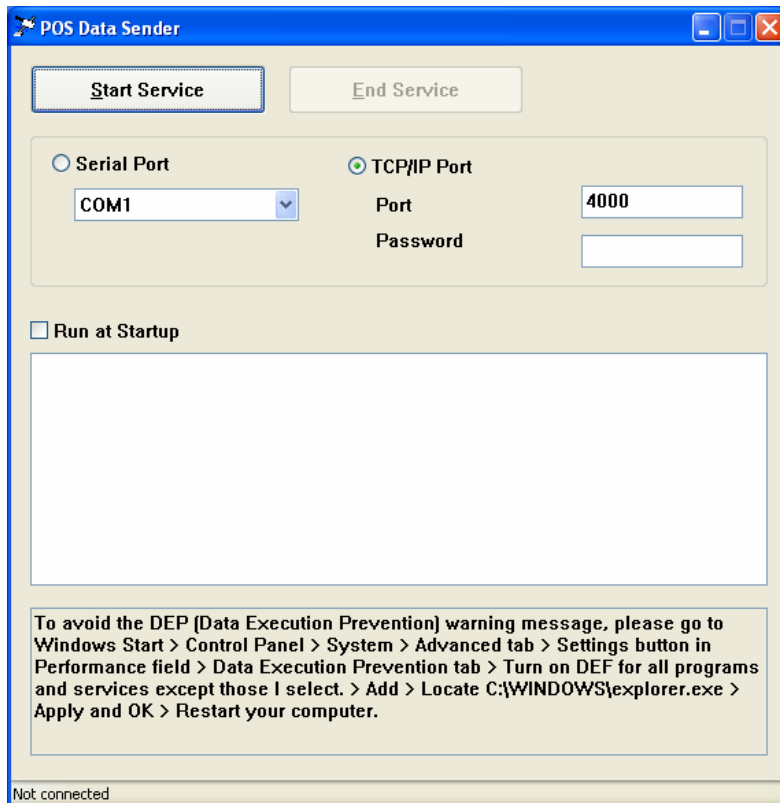 POS Data Sender
Start Service
End Service
Serial Port
TCP/IP Port
COM1
Port
4000
Password
Run at Startup
To avoid the DEP (Data Execution Prevention) warning message, please go to
Windows Start > Control Panel > System > Advanced tab > Settings button in
Performance field > Data Execution Prevention tab > Turn on DEF for all programs
and services except those I select. > Add > Locate C:\WINDOWS\explorer.exe >
Apply and OK > Restart your computer.
Not connected